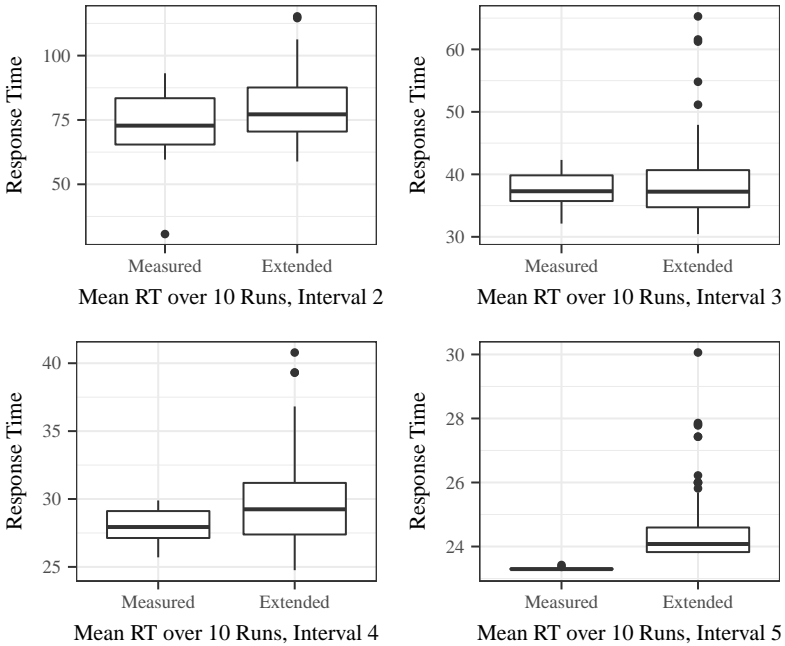 Response Time
100
75
50
Measured Extended
Mean RT over 10 Runs, Interval 2
Response Time
60
50
40
30
Measured Extended
Mean RT over 10 Runs, Interval 3
Response Time
40
35
30
25
Measured Extended
Mean RT over 10 Runs, Interval 4
Response Time
30
28
26
24
Measured Extended
Mean RT over 10 Runs, Interval 5